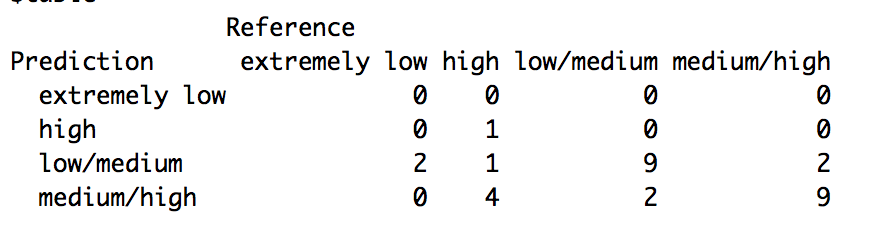 Reference
Prediction extremely low high low/medium medium/high
extremely low 0 0 0 0
high 0 1 0 0
low/medium 2 1 9 2
medium/high 0 4 2 9